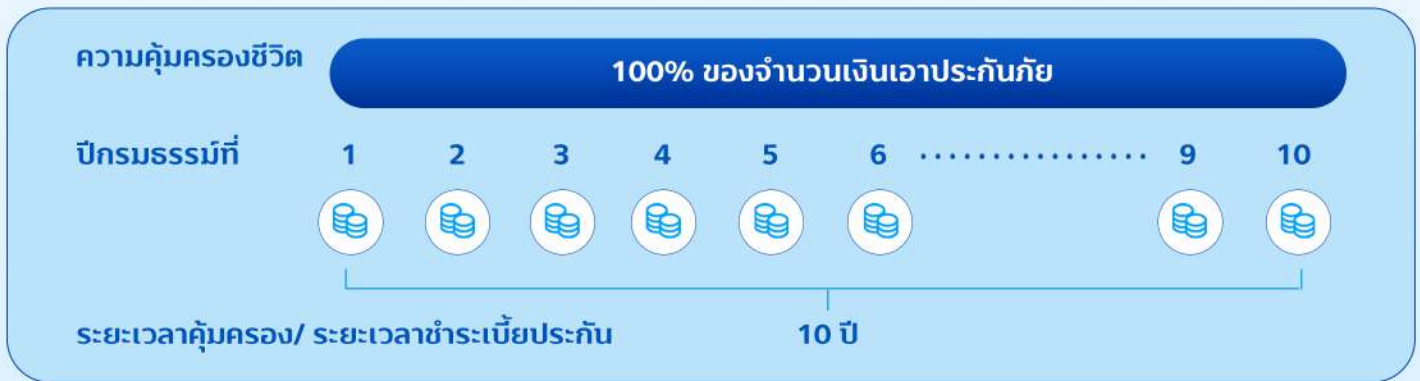 ความคุ้มครองชีวิต
100% ของจำนวนเงินเอาประกันภัย
ปีกรมธรรม์ที่ 1 2 3 4 5 6 ................ 9 10
ระยะเวลาคุ้มครอง/ ระยะเวลาชำระเบี้ยประกัน 10 ปี